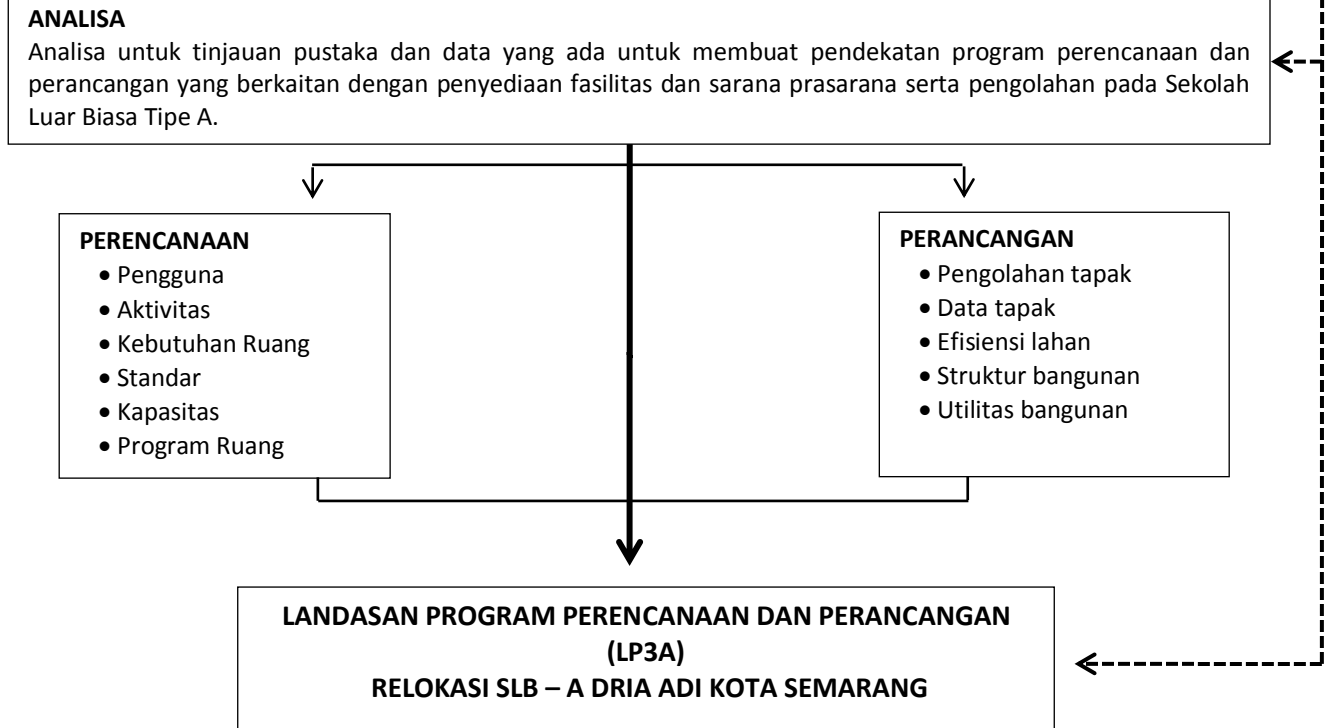 ANALISA
Analisa untuk tinjauan pustaka dan data yang ada untuk membuat pendekatan program perencanaan dan
perancangan yang berkaitan dengan penyediaan fasilitas dan sarana prasarana serta pengolahan pada Sekolah
Luar Biasa Tipe A.
PERENCANAAN
• Pengguna
• Aktivitas
• Kebutuhan Ruang
• Standar
• Kapasitas
• Program Ruang
PERANCANGAN
• Pengolahan tapak
• Data tapak
• Efisiensi lahan
• Struktur bangunan
• Utilitas bangunan
LANDASAN PROGRAM PERENCANAAN DAN PERANCANGAN
(LP3A)
RELOKASI SLB – A DRIA ADI KOTA SEMARANG